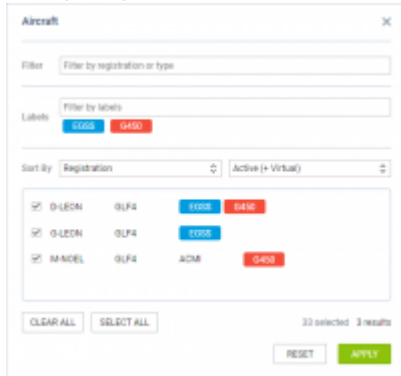 Aircraft
Filter Filter by registration or type
Labels Filter by labels
EGSS G450
Sort By Registration Active (+ Virtual)
D-LEON GLF4 EGSS G450
G-LEON GLF4 EGSS
M-NOEL GLF4 ACMI G450
CLEAR ALL SELECT ALL 33 selected 3 results
RESET APPLY